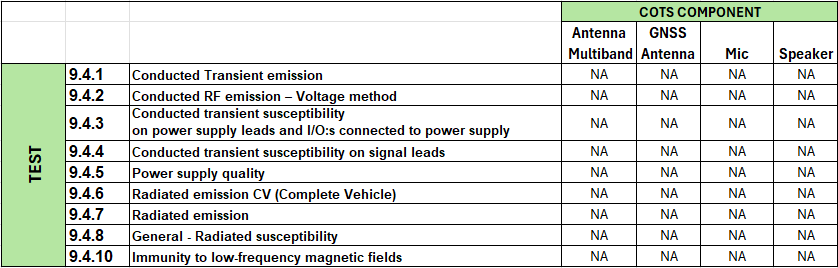 COTS COMPONENT
Antenna Multiband GNSS Antenna Mic Speaker
TEST
9.4.1 Conducted Transient emission NA NA NA NA
9.4.2 Conducted RF emission – Voltage method NA NA NA NA
9.4.3 Conducted transient susceptibility
on power supply leads and I/O:s connected to power supply NA NA NA NA
9.4.4 Conducted transient susceptibility on signal leads NA NA NA NA
9.4.5 Power supply quality NA NA NA NA
9.4.6 Radiated emission CV (Complete Vehicle) NA NA NA NA
9.4.7 Radiated emission NA NA NA NA
9.4.8 General - Radiated susceptibility NA NA NA NA
9.4.10 Immunity to low-frequency magnetic fields NA NA NA NA